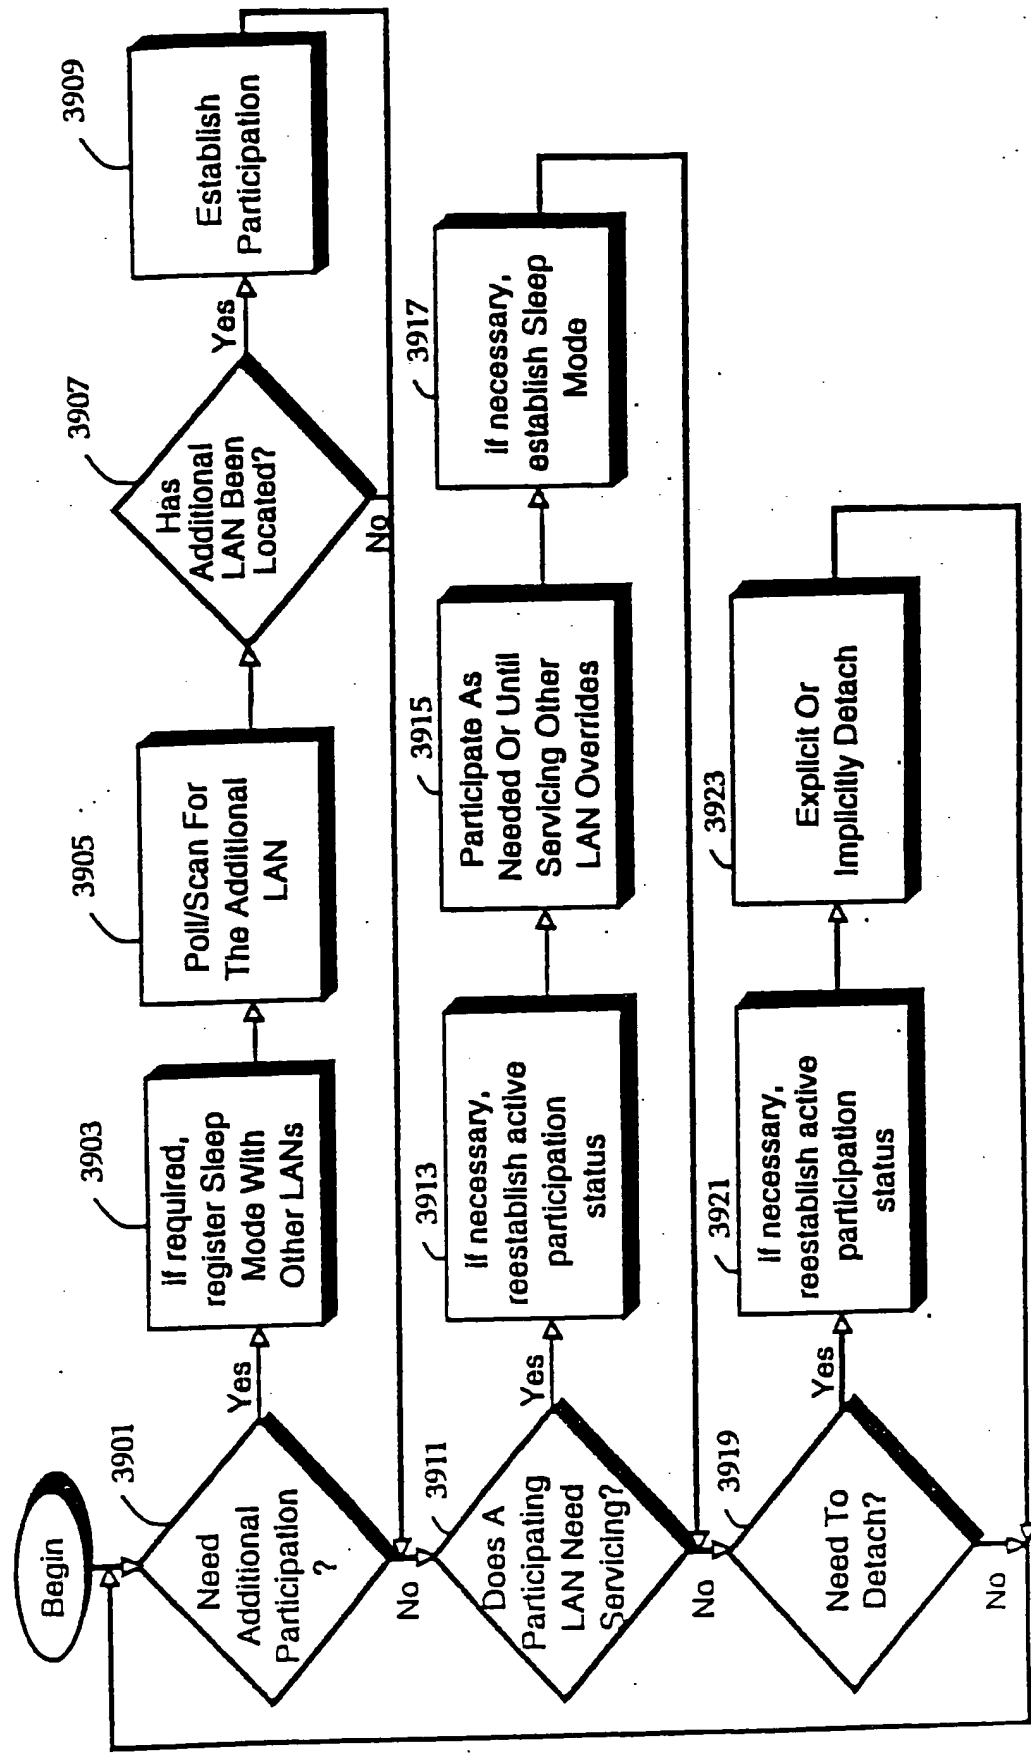 Begin
3901
Need
Additional
Participation
?
Yes
No
3903
If required,
register Sleep
Mode With
Other LANs
3905
Poll/Scan For
The Additional
LAN
3907
Has
Additional
LAN Been
Located?
Yes
No
3909
Establish
Participation
3911
Does A
Participating
LAN Need
Servicing?
Yes
No
3913
If necessary,
reestablish active
participation
status
3915
Participate As
Needed Or Until
Servicing Other
LAN Overrides
3917
If necessary,
establish Sleep
Mode
3919
Need To
Detach?
Yes
No
3921
If necessary,
reestablish active
participation
status
3923
Explicit Or
Implicitly Detach